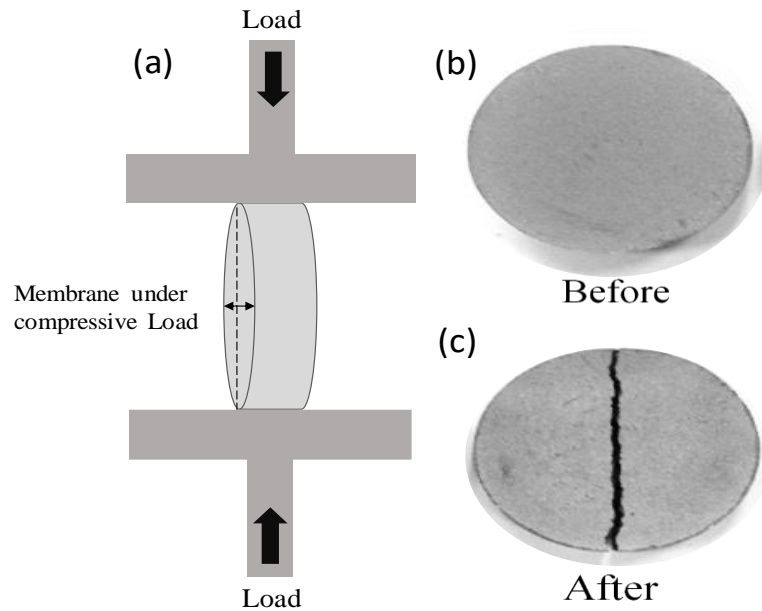 Load
(a)
(b)
Before
Membrane under
compressive Load
(c)
After
Load